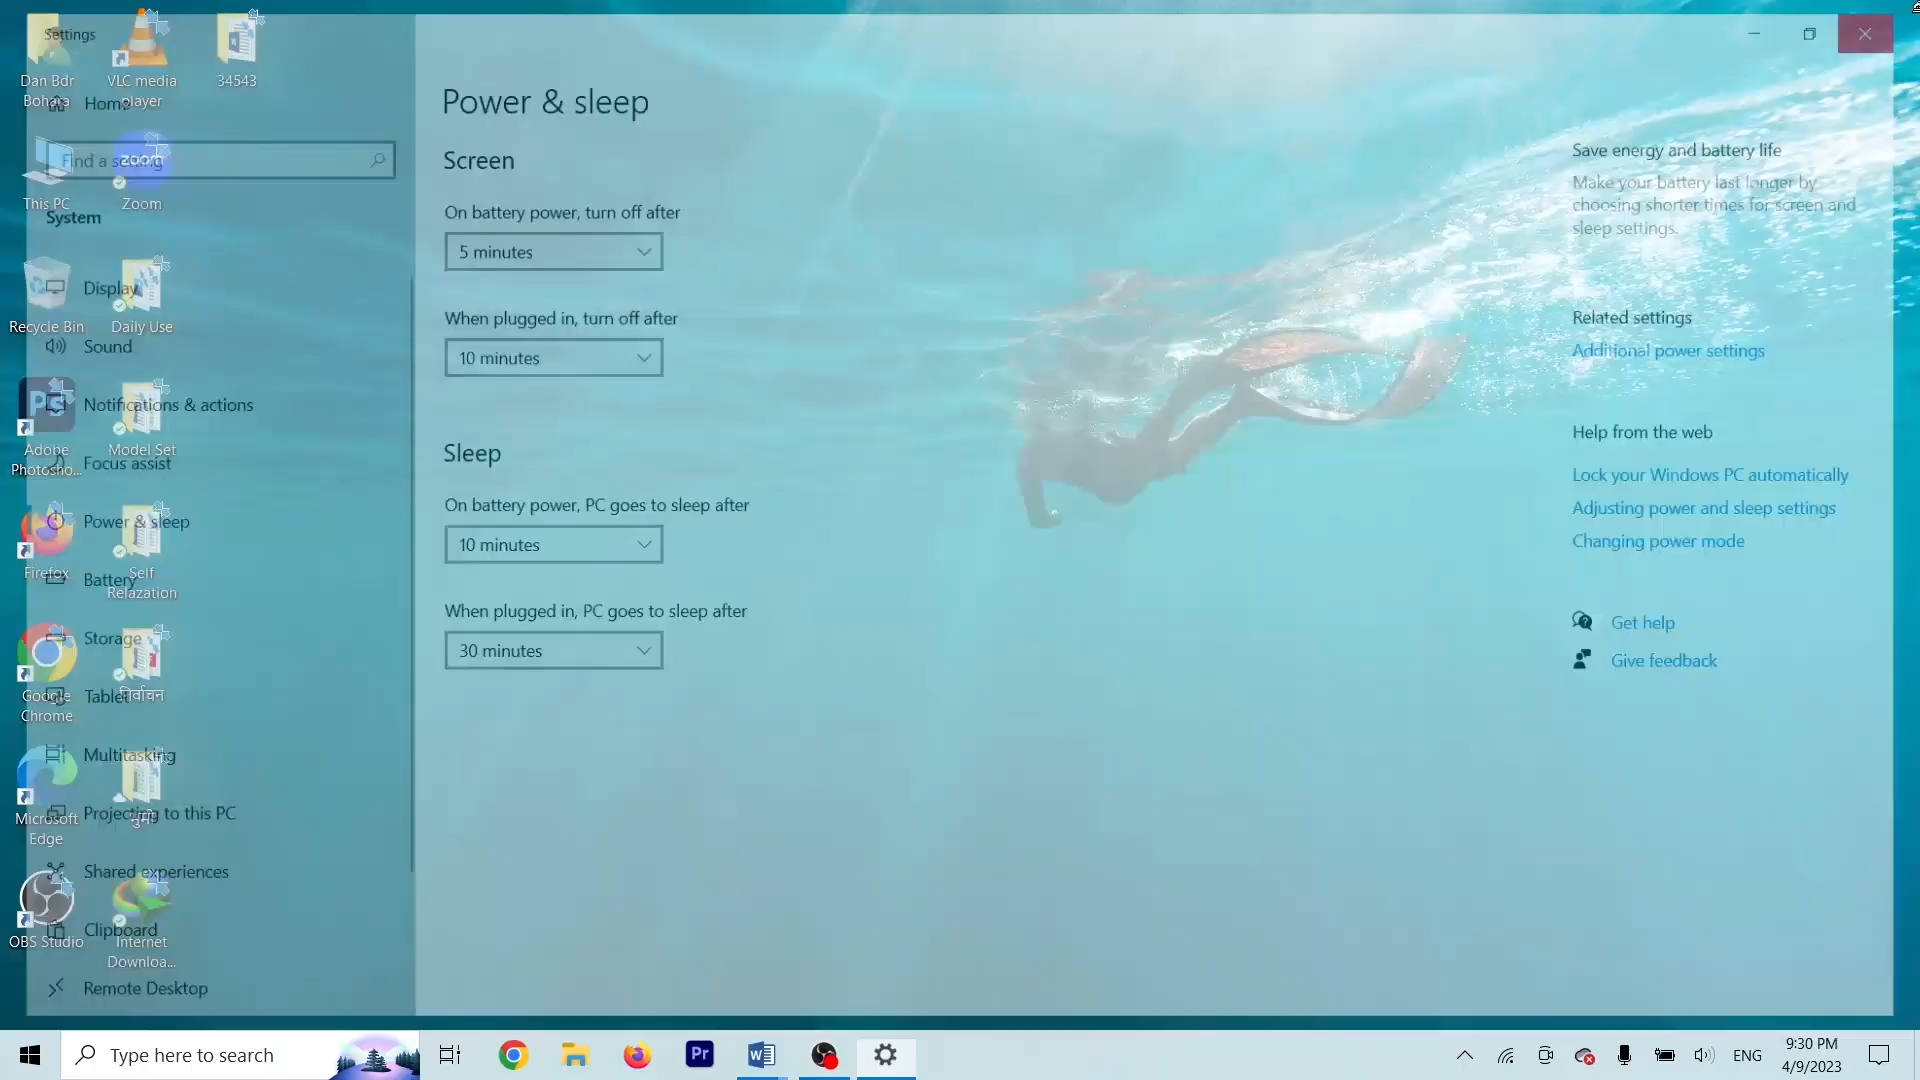 Settings
Home
Find a setting
System
Display
Sound
Notifications & actions
Focus assist
Power & sleep
Battery
Storage
Tablet
Multitasking
Projecting to this PC
Shared experiences
Clipboard
Remote Desktop
Dan Bdr
Bohara
VLC media
player
34543
This PC
zoom
Zoom
Recycle Bin
Daily Use
Ps
Adobe
Photosho...
Model Set
Firefox
Self
Relazation
Google
Chrome
निर्वाचन
Microsoft
Edge
OBS Studio
Internet
Downloa...
Power & sleep
Screen
On battery power, turn off after
5 minutes
When plugged in, turn off after
10 minutes
Sleep
On battery power, PC goes to sleep after
10 minutes
When plugged in, PC goes to sleep after
30 minutes
Save energy and battery life
Make your battery last longer by
choosing shorter times for screen and
sleep settings.
Related settings
Additional power settings
Help from the web
Lock your Windows PC automatically
Adjusting power and sleep settings
Changing power mode
Get help
Give feedback
Type here to search
Pr
ENG
9:30 PM
4/9/2023